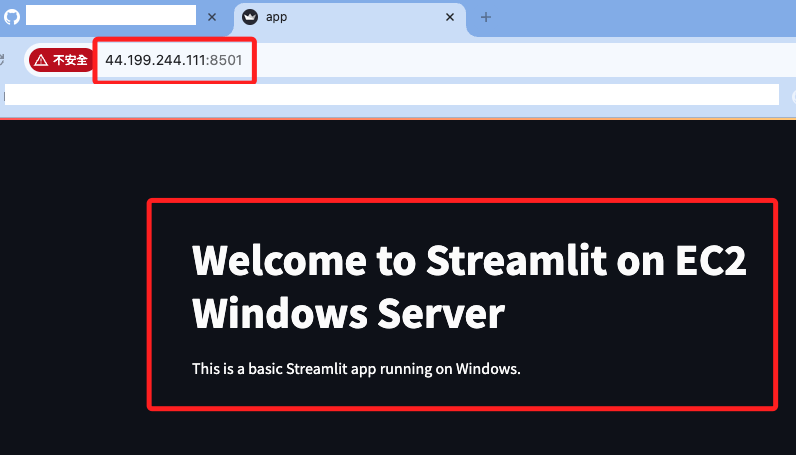 app
不安全
44.199.244.111:8501
Welcome to Streamlit on EC2
Windows Server
This is a basic Streamlit app running on Windows.